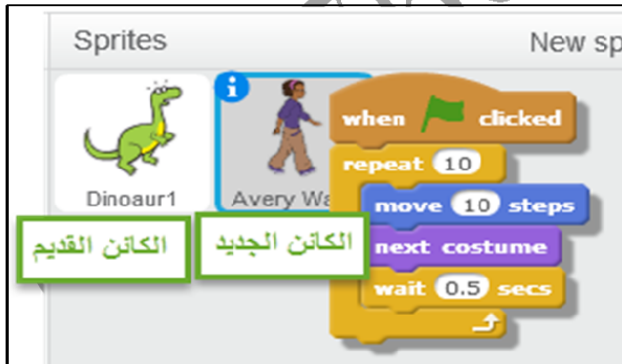 Sprites
New sp
when clicked
repeat 10
move 10 steps
next costume
wait 0.5 secs
Dinoaur1
Avery Wa
الكائن القديم
الكائن الجديد